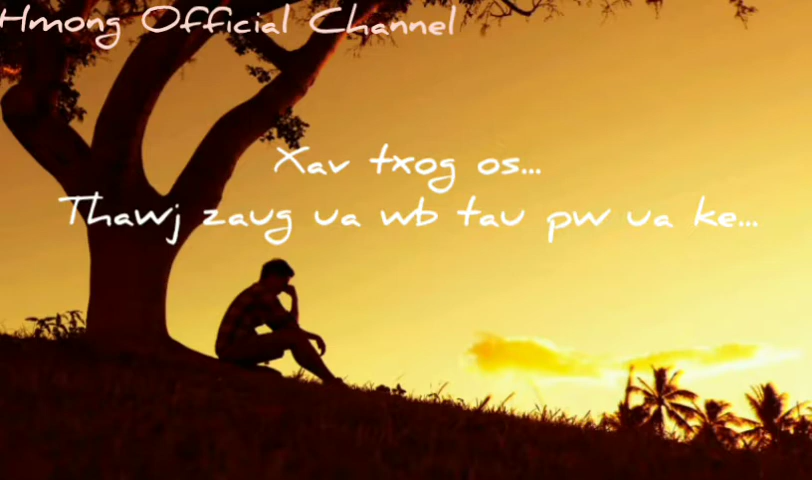 Hmong Official Channel
Xav txog os...
Thawj zaug ua wb tau pw ua ke...